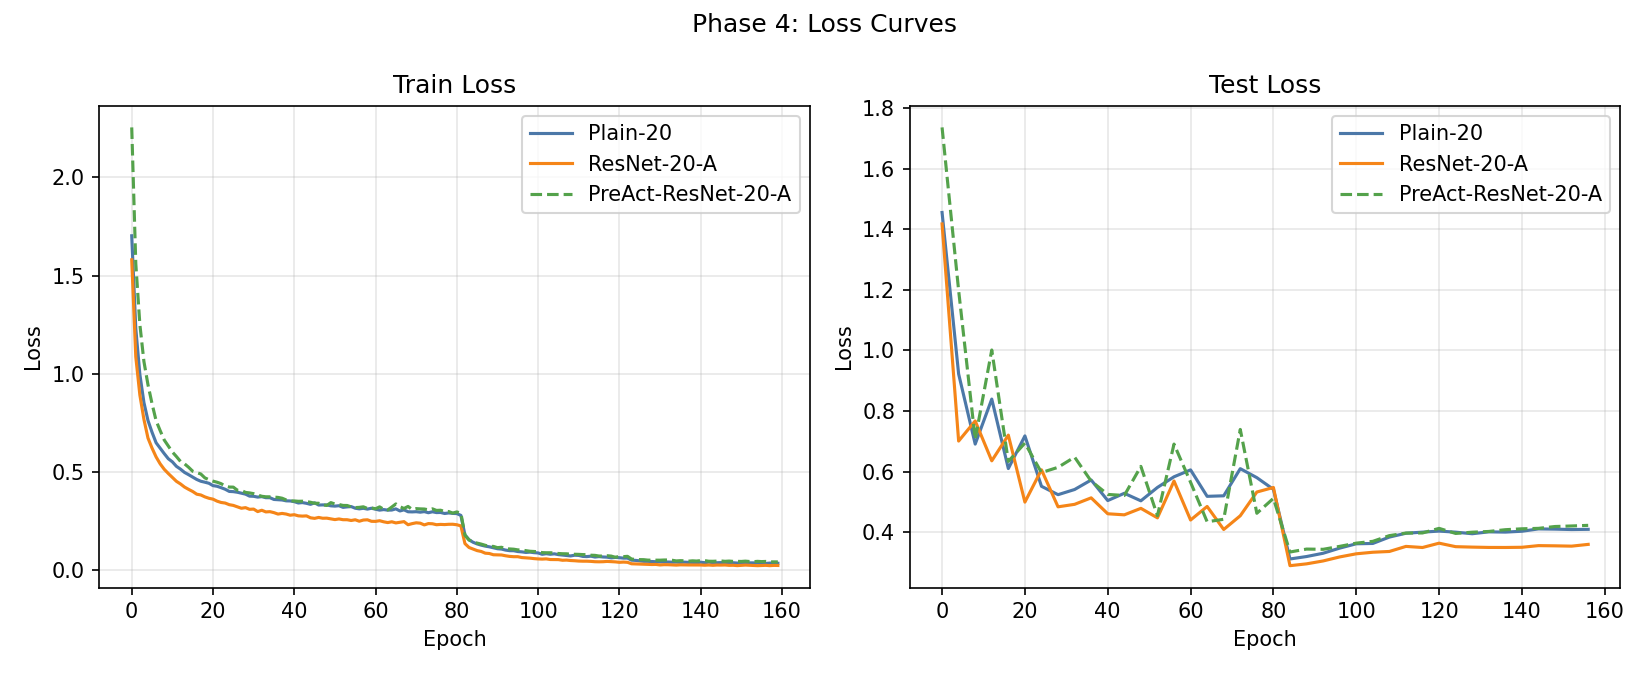 Phase 4: Loss Curves
Train Loss
Loss
2.0
1.5
1.0
0.5
0.0
0 20 40 60 80 100 120 140 160
Epoch
Plain-20
ResNet-20-A
PreAct-ResNet-20-A
Test Loss
Loss
1.8
1.6
1.4
1.2
1.0
0.8
0.6
0.4
0 20 40 60 80 100 120 140 160
Epoch
Plain-20
ResNet-20-A
PreAct-ResNet-20-A